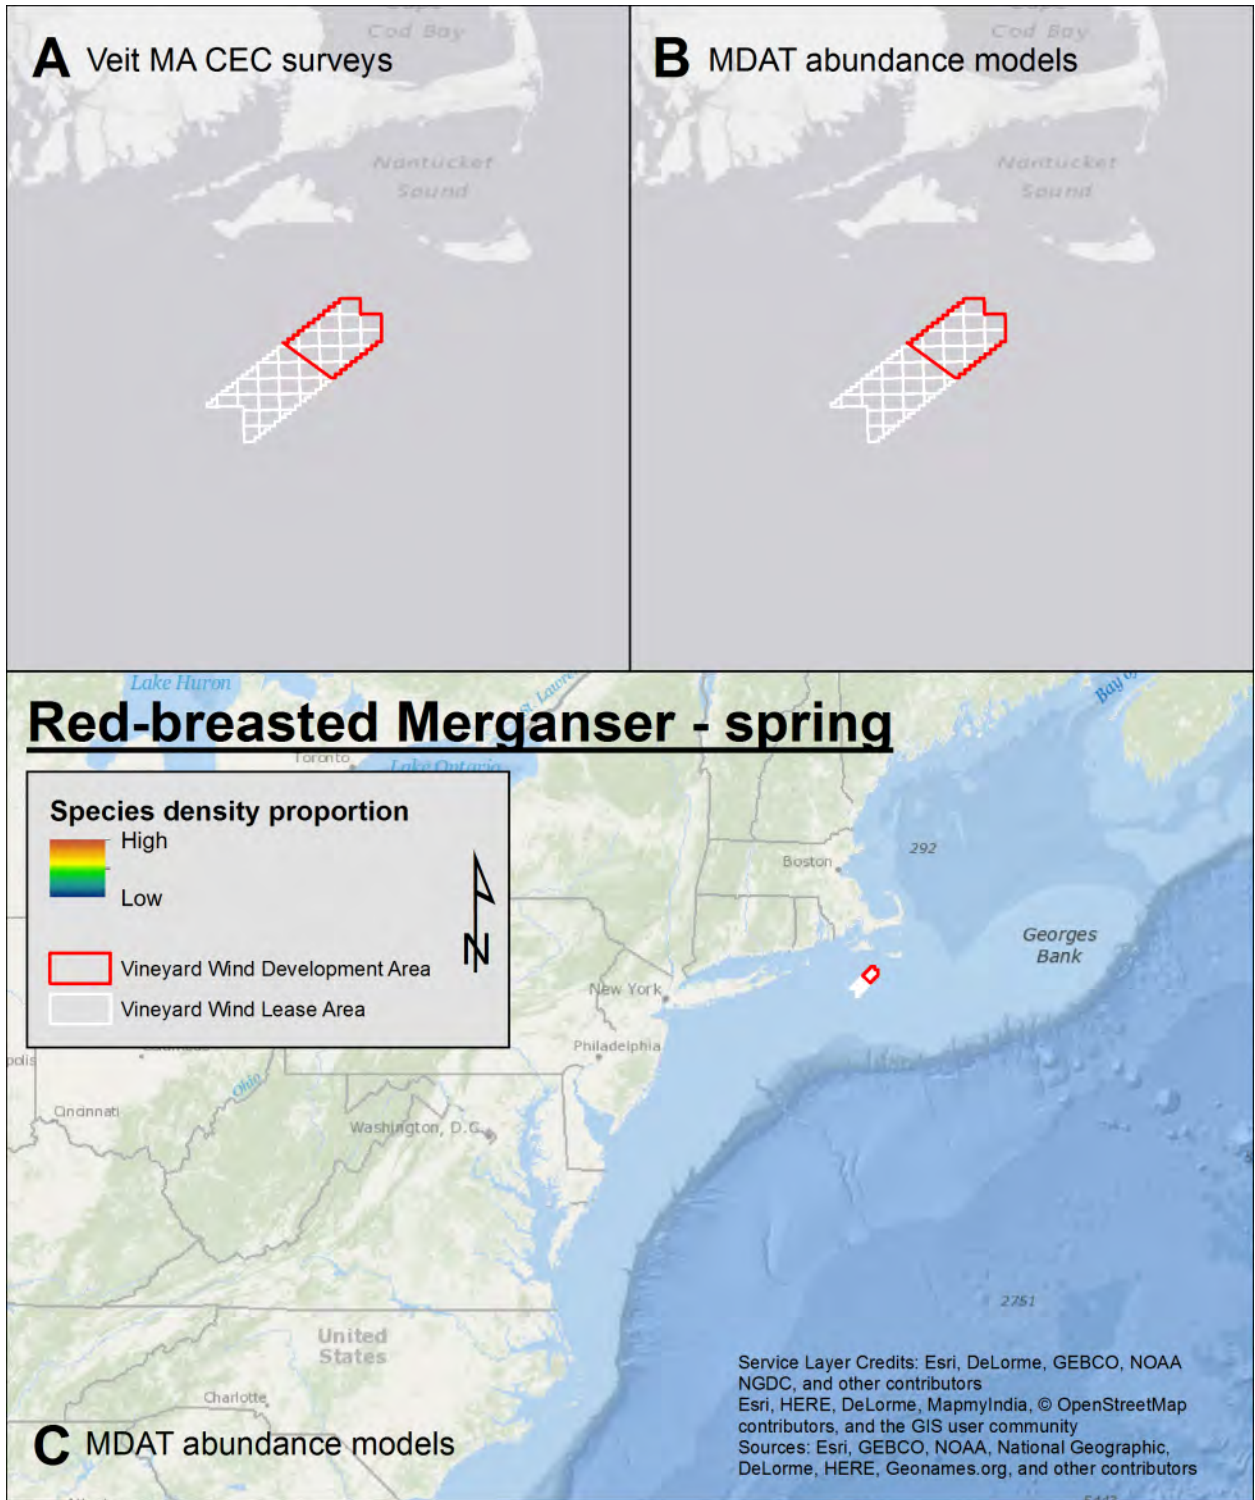 Cod Bay
A Veit MA CEC surveys
Nantucket
Sound
Cod Bay
B MDAT abundance models
Nantucket
Sound
Lake Huron
Bay of
Red-breasted Merganser - spring
Toronto
Lake Ontario
Species density proportion
High
Low
N
Vineyard Wind Development Area
Vineyard Wind Lease Area
Boston
292
Georges
Bank
New York
Philadelphia
Ohio
Cincinnati
Washington, D.C.
2751
United
States
Charlotte
Service Layer Credits: Esri, DeLorme, GEBCO, NOAA
NGDC, and other contributors
Esri, HERE, DeLorme, MapmyIndia, © OpenStreetMap
contributors, and the GIS user community
Sources: Esri, GEBCO, NOAA, National Geographic,
DeLorme, HERE, Geonames.org, and other contributors
C MDAT abundance models